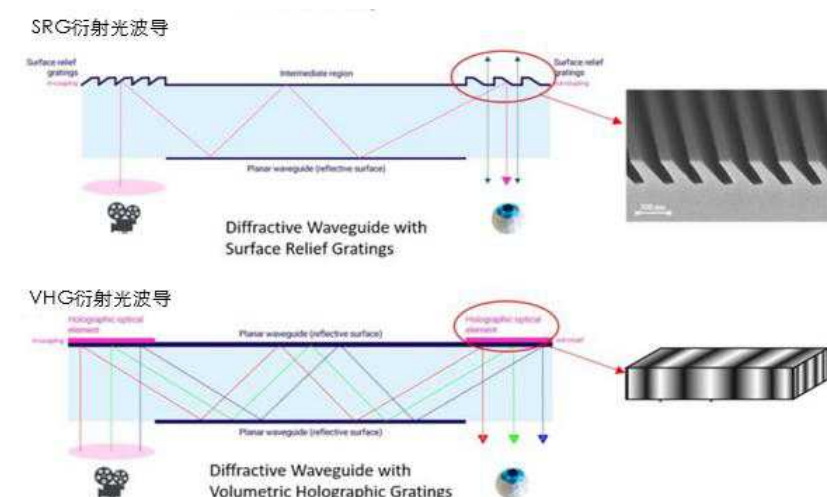 SRG衍射光波导
Surface relief
gratings
Intermediate region
Surface relief
gratings
Planar waveguide (reflective surface)
Diffractive Waveguide with
Surface Relief Gratings
VHG衍射光波导
Holographic optical
element
Planar waveguide (reflective surface)
Holographic optical
element
Planar waveguide (reflective surface)
Diffractive Waveguide with
Volumetric Holographic Gratings